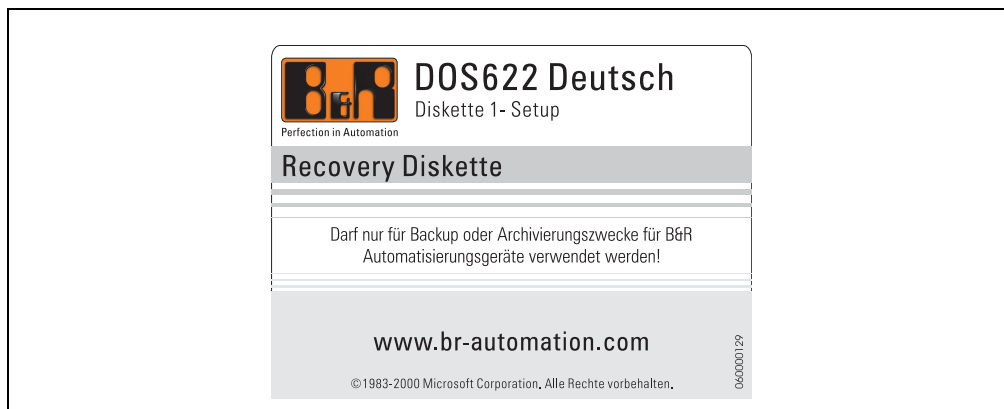 B&R
Perfection in Automation
DOS622 Deutsch
Diskette 1- Setup
Recovery Diskette
Darf nur für Backup oder Archivierungszwecke für B&R
Automatisierungsgeräte verwendet werden!
www.br-automation.com
©1983-2000 Microsoft Corporation. Alle Rechte vorbehalten.
060000129